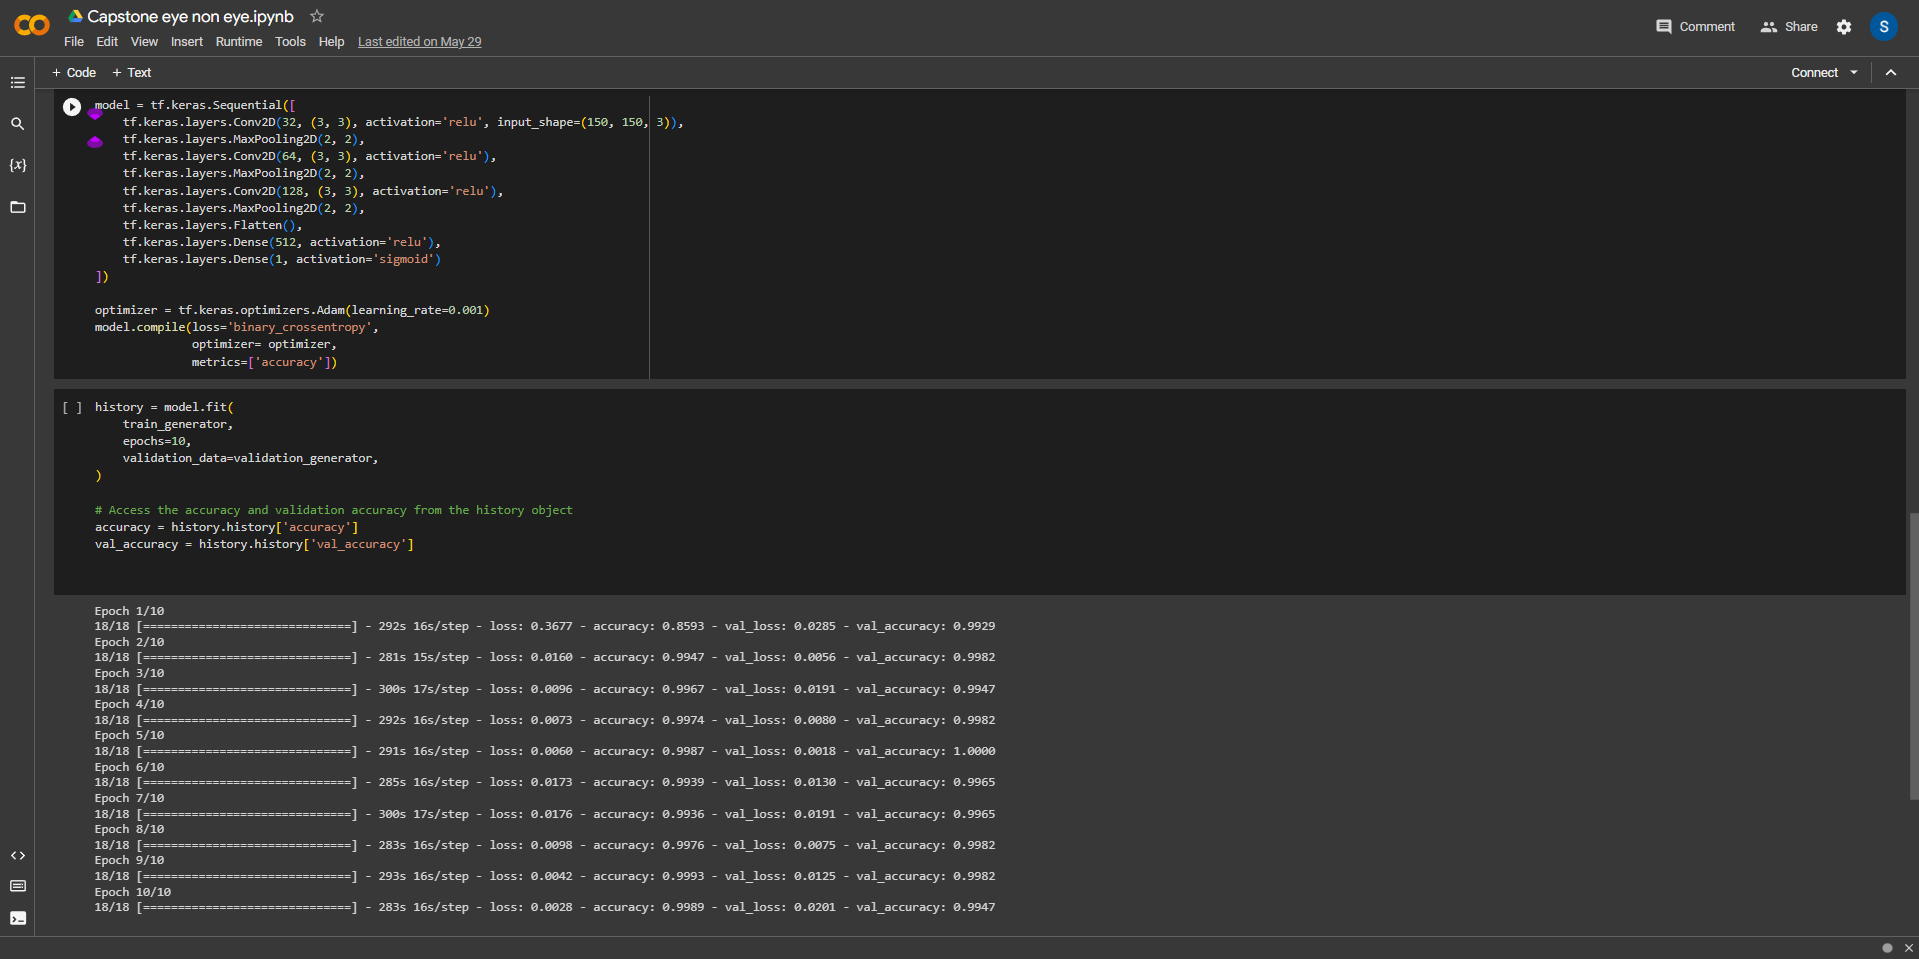 Capstone eye non eye.ipynb
File Edit View Insert Runtime Tools Help Last edited on May 29
Comment Share S
+ Code + Text
Connect
model = tf.keras.Sequential([
    tf.keras.layers.Conv2D(32, (3, 3), activation='relu', input_shape=(150, 150, 3)),
    tf.keras.layers.MaxPooling2D(2, 2),
    tf.keras.layers.Conv2D(64, (3, 3), activation='relu'),
    tf.keras.layers.MaxPooling2D(2, 2),
    tf.keras.layers.Conv2D(128, (3, 3), activation='relu'),
    tf.keras.layers.MaxPooling2D(2, 2),
    tf.keras.layers.Flatten(),
    tf.keras.layers.Dense(512, activation='relu'),
    tf.keras.layers.Dense(1, activation='sigmoid')
])
optimizer = tf.keras.optimizers.Adam(learning_rate=0.001)
model.compile(loss='binary_crossentropy',
              optimizer= optimizer,
              metrics=['accuracy'])
[ ] history = model.fit(
    train_generator,
    epochs=10,
    validation_data=validation_generator,
)
# Access the accuracy and validation accuracy from the history object
accuracy = history.history['accuracy']
val_accuracy = history.history['val_accuracy']
Epoch 1/10
18/18 [==============================] - 292s 16s/step - loss: 0.3677 - accuracy: 0.8593 - val_loss: 0.0285 - val_accuracy: 0.9929
Epoch 2/10
18/18 [==============================] - 281s 15s/step - loss: 0.0160 - accuracy: 0.9947 - val_loss: 0.0056 - val_accuracy: 0.9982
Epoch 3/10
18/18 [==============================] - 300s 17s/step - loss: 0.0096 - accuracy: 0.9967 - val_loss: 0.0191 - val_accuracy: 0.9947
Epoch 4/10
18/18 [==============================] - 292s 16s/step - loss: 0.0073 - accuracy: 0.9974 - val_loss: 0.0080 - val_accuracy: 0.9982
Epoch 5/10
18/18 [==============================] - 291s 16s/step - loss: 0.0060 - accuracy: 0.9987 - val_loss: 0.0018 - val_accuracy: 1.0000
Epoch 6/10
18/18 [==============================] - 285s 16s/step - loss: 0.0173 - accuracy: 0.9939 - val_loss: 0.0130 - val_accuracy: 0.9965
Epoch 7/10
18/18 [==============================] - 300s 17s/step - loss: 0.0176 - accuracy: 0.9936 - val_loss: 0.0191 - val_accuracy: 0.9965
Epoch 8/10
18/18 [==============================] - 283s 16s/step - loss: 0.0098 - accuracy: 0.9976 - val_loss: 0.0075 - val_accuracy: 0.9982
Epoch 9/10
18/18 [==============================] - 293s 16s/step - loss: 0.0042 - accuracy: 0.9993 - val_loss: 0.0125 - val_accuracy: 0.9982
Epoch 10/10
18/18 [==============================] - 283s 16s/step - loss: 0.0028 - accuracy: 0.9989 - val_loss: 0.0201 - val_accuracy: 0.9947